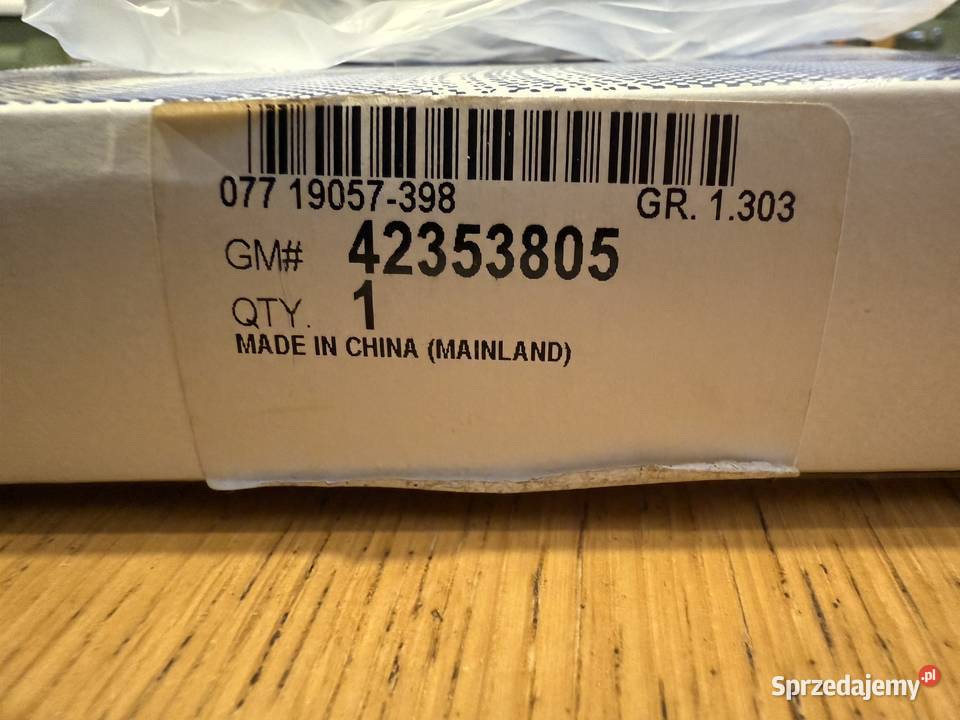 077 19057-398 GR. 1.303
GM# 42353805
QTY. 1
MADE IN CHINA (MAINLAND)
Sprzedajemy.pl